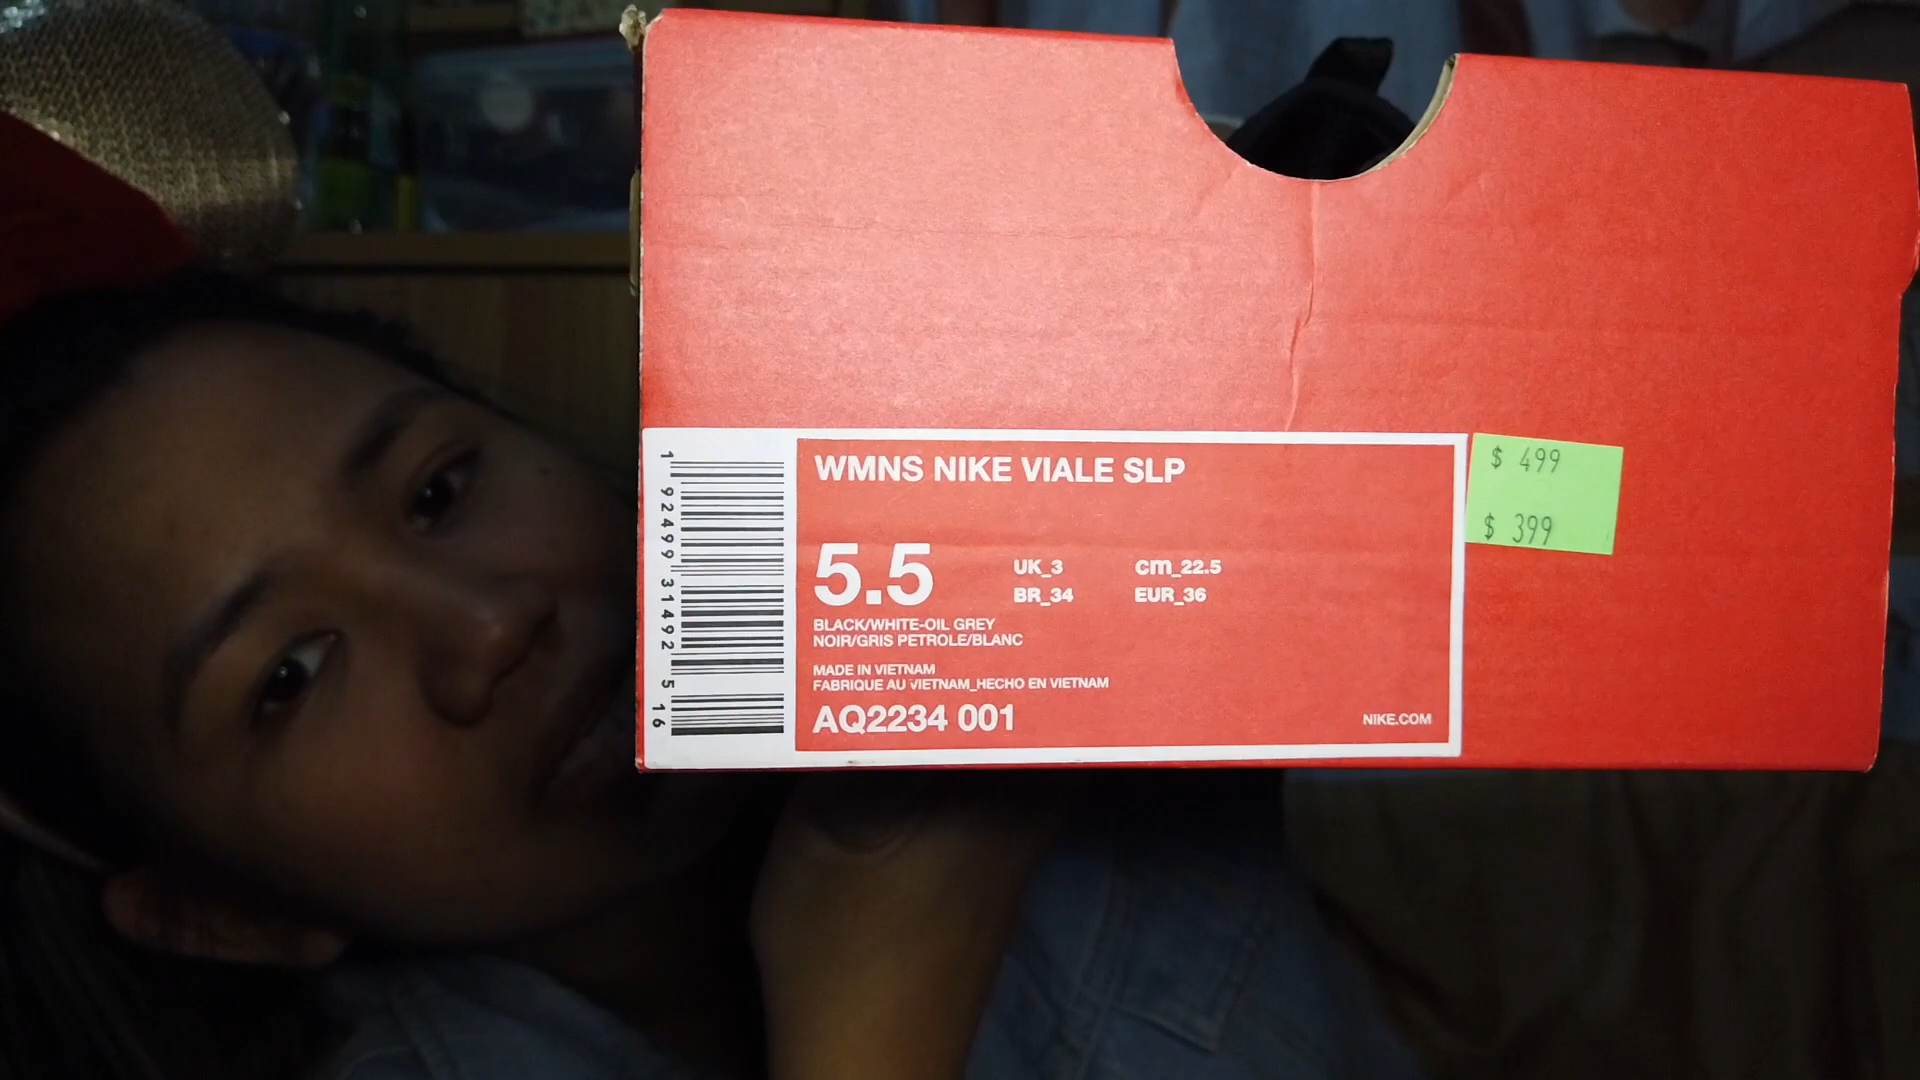 WMNS NIKE VIALE SLP
5.5
UK_3 cm_22.5
BR_34 EUR_36
BLACK/WHITE-OIL GREY
NOIR/GRIS PETROLE/BLANC
MADE IN VIETNAM
FABRIQUE AU VIETNAM_HECHO EN VIETNAM
AQ2234 001
NIKE.COM
1 92499 31492 5 16
$ 499
$ 399